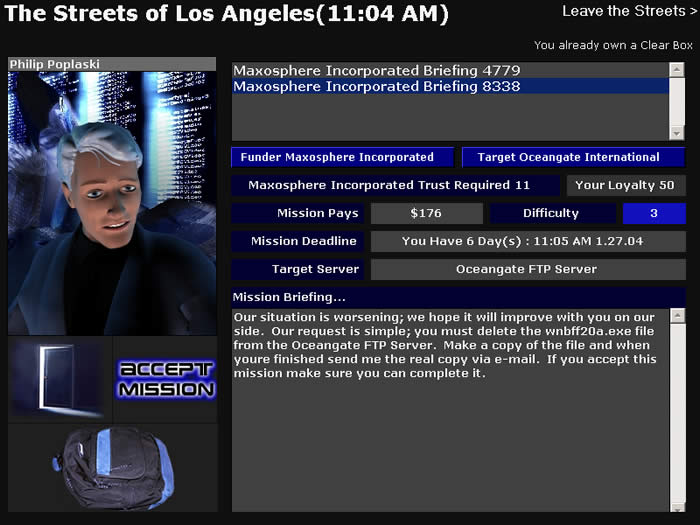 The Streets of Los Angeles(11:04 AM)
Leave the Streets >
You already own a Clear Box
Philip Poplaski
Maxosphere Incorporated Briefing 4779
Maxosphere Incorporated Briefing 8338
Funder Maxosphere Incorporated
Target Oceangate International
Maxosphere Incorporated Trust Required 11
Your Loyalty 50
Mission Pays
$176
Difficulty
3
Mission Deadline
You Have 6 Day(s) : 11:05 AM 1.27.04
Target Server
Oceangate FTP Server
Mission Briefing...
Our situation is worsening; we hope it will improve with you on our
side. Our request is simple; you must delete the wnbff20a.exe file
from the Oceangate FTP Server. Make a copy of the file and when
youre finished send me the real copy via e-mail. If you accept this
mission make sure you can complete it.
ACCEPT
MISSION